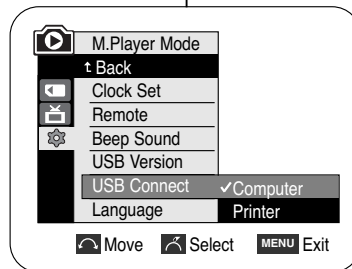 M.Player Mode
Back
Clock Set
Remote
Beep Sound
USB Version
USB Connect ✓Computer
Language Printer
Move Select MENU Exit